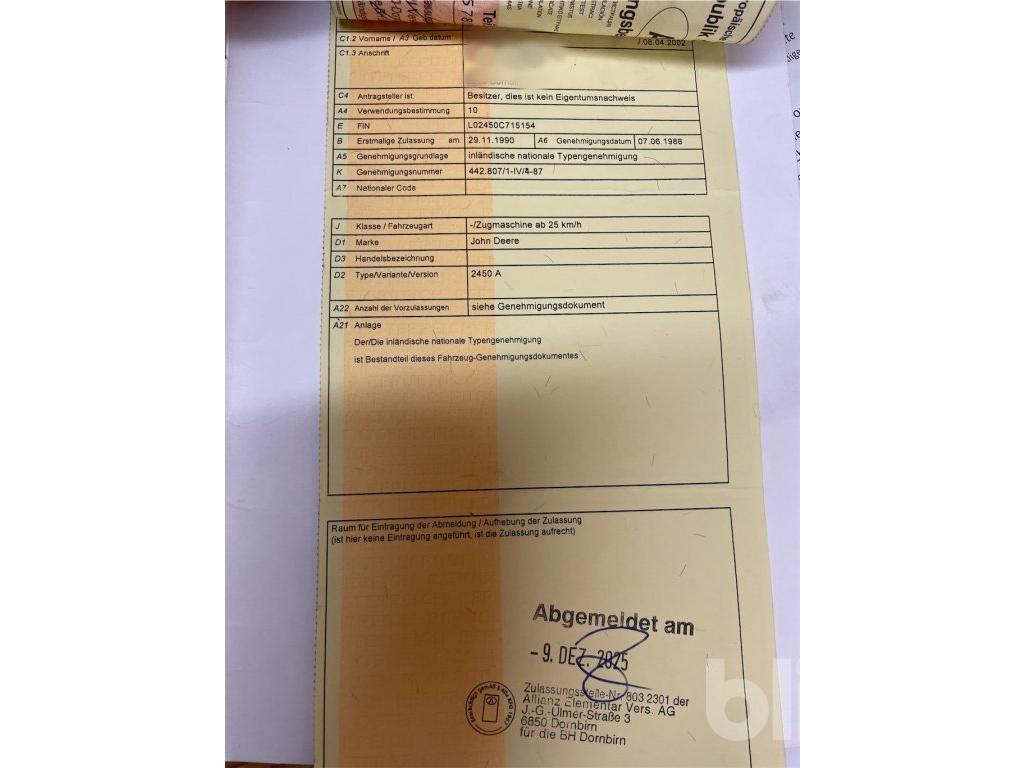 C1.2 Vorname / A3 Geb.datum / 08.04.2002
C1.3 Anschrift
C4 Antragsteller ist: Besitzer, dies ist kein Eigentumsnachweis
A4 Verwendungsbestimmung 10
E FIN L02450C715154
B Erstmalige Zulassung am: 29.11.1990 A6 Genehmigungsdatum 07.06.1988
A5 Genehmigungsgrundlage inländische nationale Typengenehmigung
K Genehmigungsnummer 442.807/1-IV/4-87
A7 Nationaler Code
J Klasse / Fahrzeugart -/Zugmaschine ab 25 km/h
D1 Marke John Deere
D3 Handelsbezeichnung
D2 Type/Variante/Version 2450 A
A22 Anzahl der Vorzulassungen siehe Genehmigungsdokument
A21 Anlage
Der/Die inländische nationale Typengenehmigung
ist Bestandteil dieses Fahrzeug-Genehmigungsdokumentes
Raum für Eintragung der Abmeldung / Aufhebung der Zulassung
(ist hier keine Eintragung angeführt, ist die Zulassung aufrecht)
Abgemeldet am
- 9. DEZ. 2025
Zulassungsstelle-Nr. 803 2301 der
Allianz Elementar Vers. AG
J.-G.-Ulmer-Straße 3
6850 Dornbirn
für die BH Dornbirn